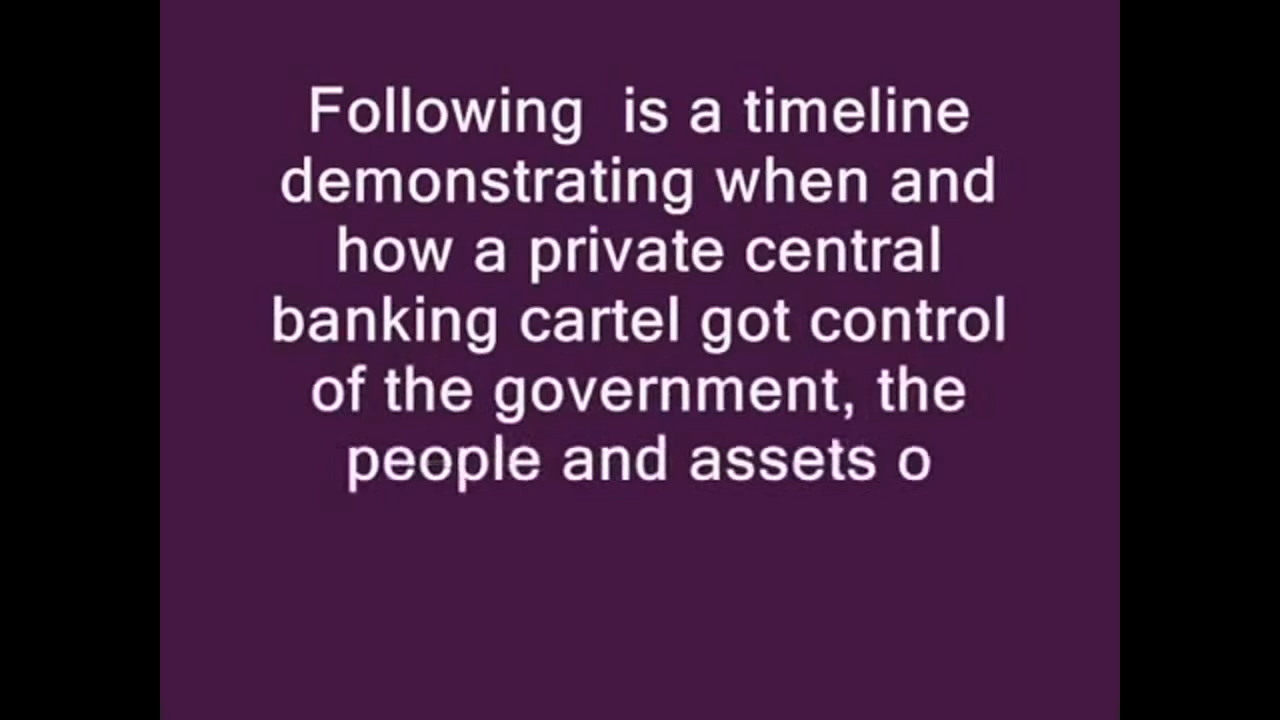 Following  is a timeline
demonstrating when and
how a private central
banking cartel got control
of the government, the
people and assets o